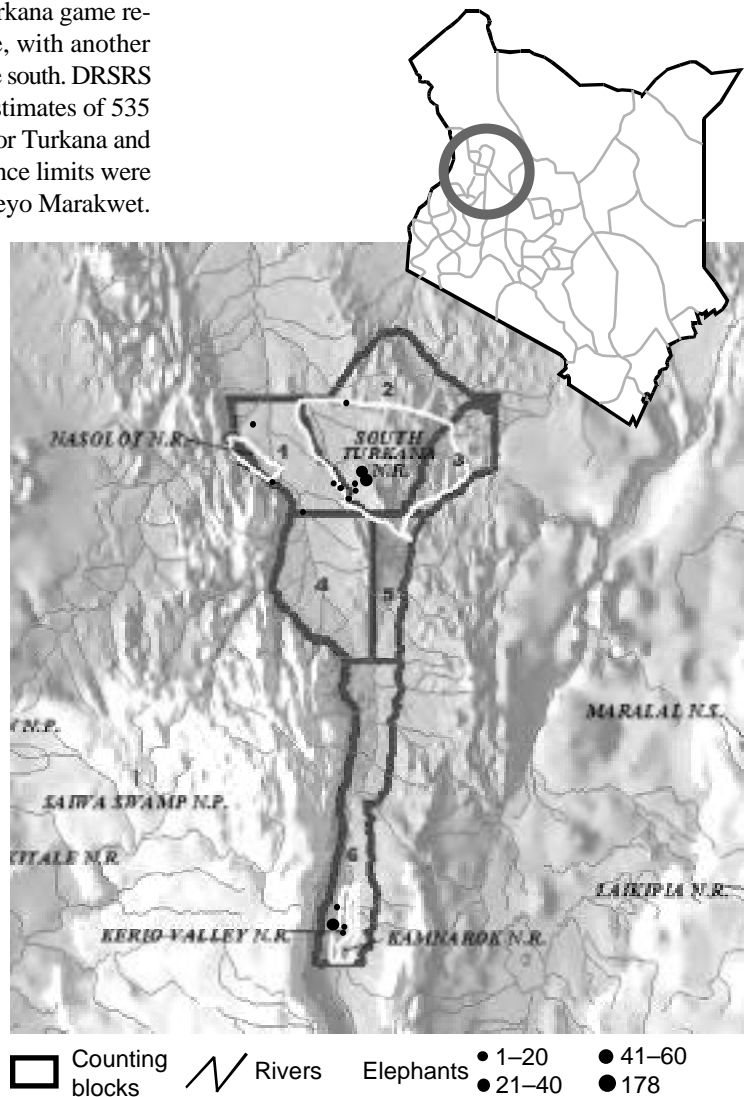 rkana game re-
e, with another
e south. DRSRS
stimates of 535
or Turkana and
nce limits were
eyo Marakwet.
2
NASOLOT N.R.
1
SOUTH
TURKANA
N.R.
3
4
5
MARALAL N.S.
N.P.
SAIWA SWAMP N.P.
KITALE N.R.
6
LAIKIPIA N.R.
KERIO VALLEY N.R.
KAMNAROK N.R.
Counting
blocks
Rivers
Elephants
1–20
21–40
41–60
178